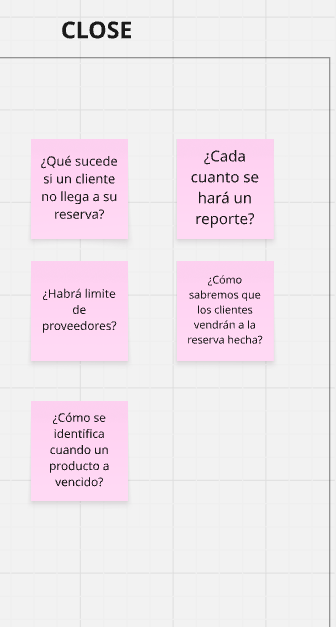 CLOSE
¿Qué sucede
si un cliente
no llega a su
reserva?
¿Cada
cuanto se
hará un
reporte?
¿Habrá limite
de
proveedores?
¿Cómo
sabremos que
los clientes
vendrán a la
reserva hecha?
¿Cómo se
identifica
cuando un
producto a
vencido?